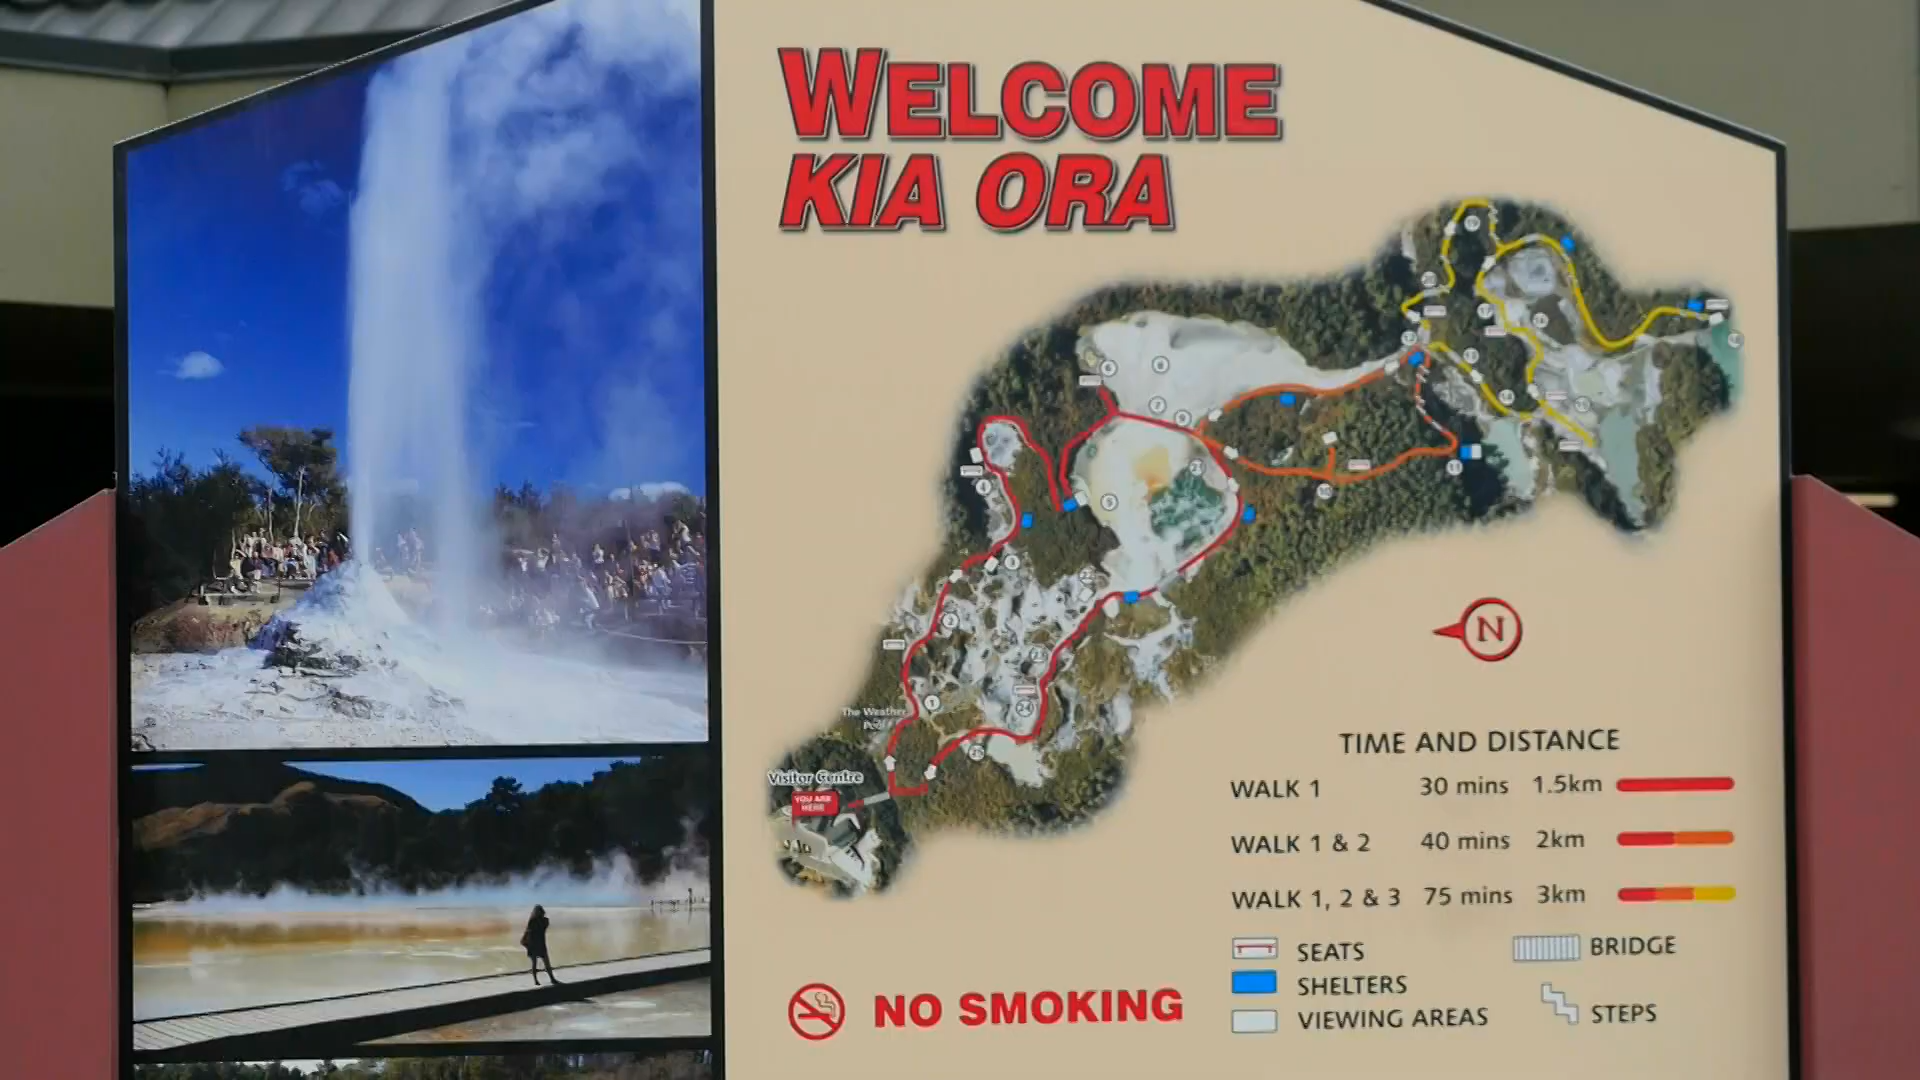 WELCOME
KIA ORA
The Weather
Pool
Visitor Centre
YOU ARE
HERE
N
TIME AND DISTANCE
WALK 1 30 mins 1.5km
WALK 1 & 2 40 mins 2km
WALK 1, 2 & 3 75 mins 3km
SEATS
BRIDGE
SHELTERS
VIEWING AREAS
STEPS
NO SMOKING